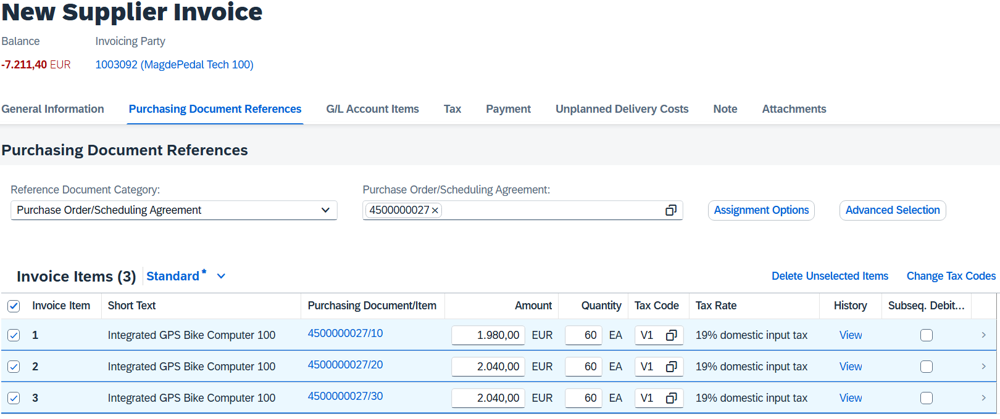 New Supplier Invoice
Balance Invoicing Party
-7.211,40 EUR 1003092 (MagdePedal Tech 100)
General Information Purchasing Document References G/L Account Items Tax Payment Unplanned Delivery Costs Note Attachments
Purchasing Document References
Reference Document Category: Purchase Order/Scheduling Agreement:
Purchase Order/Scheduling Agreement 4500000027 Assignment Options Advanced Selection
Invoice Items (3) Standard* Delete Unselected Items Change Tax Codes
Invoice Item Short Text Purchasing Document/Item Amount Quantity Tax Code Tax Rate History Subseq. Debit...
1 Integrated GPS Bike Computer 100 4500000027/10 1.980,00 EUR 60 EA V1 19% domestic input tax View
2 Integrated GPS Bike Computer 100 4500000027/20 2.040,00 EUR 60 EA V1 19% domestic input tax View
3 Integrated GPS Bike Computer 100 4500000027/30 2.040,00 EUR 60 EA V1 19% domestic input tax View